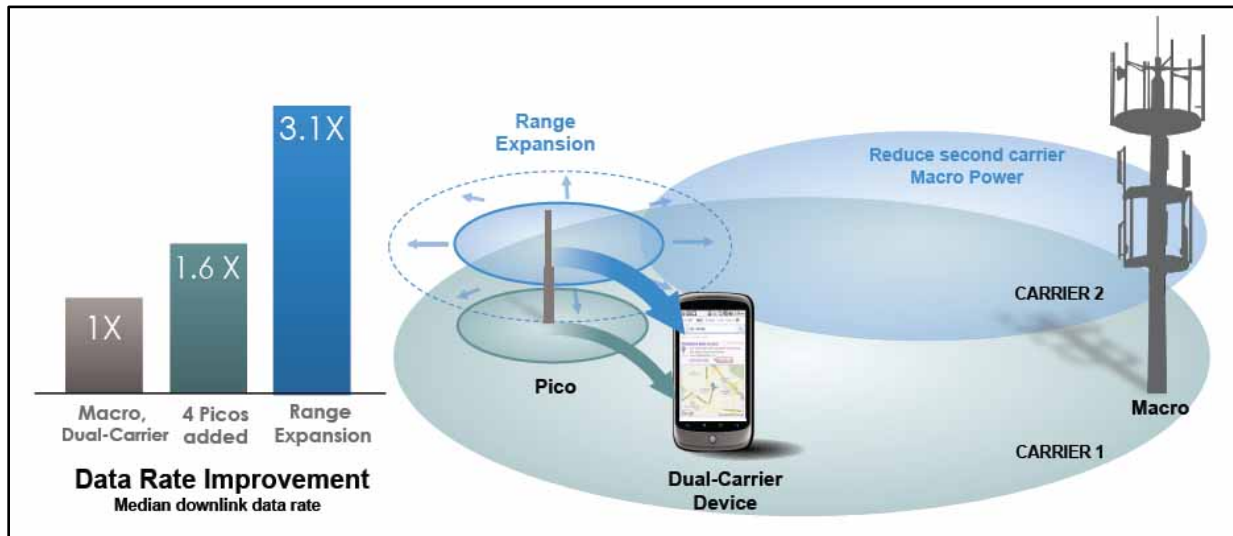 3.1X
1.6 X
1X
Macro,
Dual-Carrier
4 Picos
added
Range
Expansion
Data Rate Improvement
Median downlink data rate
Range
Expansion
Reduce second carrier
Macro Power
CARRIER 2
Pico
Macro
CARRIER 1
Dual-Carrier
Device